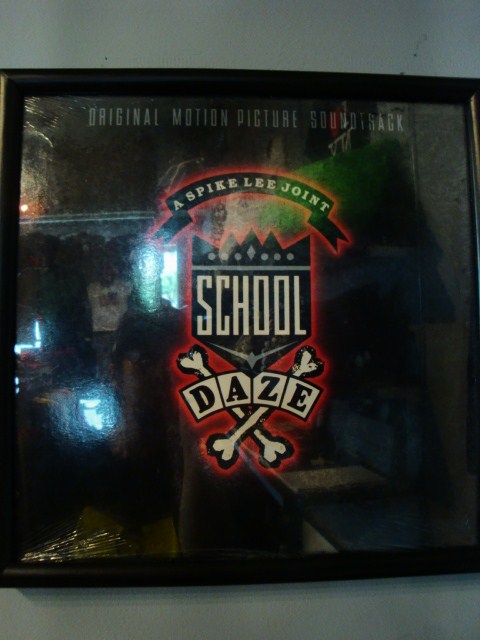 ORIGINAL MOTION PICTURE SOUNDTRACK
A SPIKE LEE JOINT
SCHOOL
DAZE